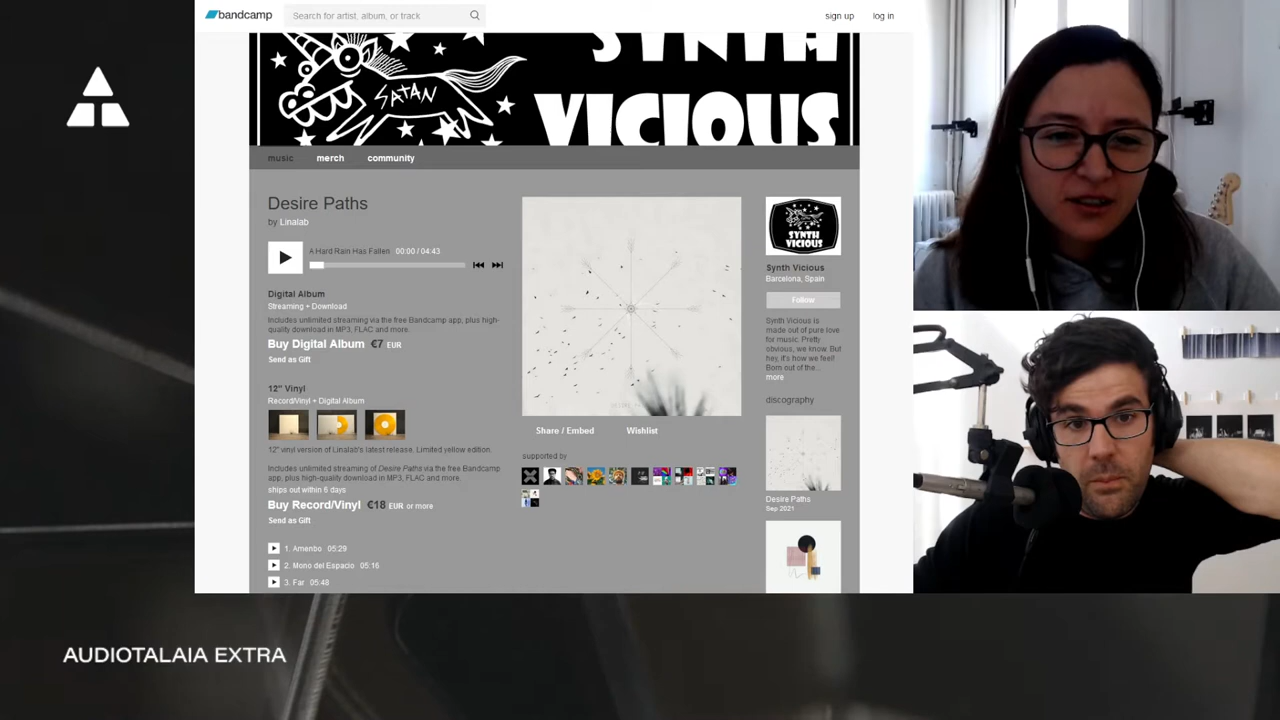 bandcamp
Search for artist, album, or track
sign up
log in
SATAN
SYNTH
VICIOUS
music
merch
community
Desire Paths
by Linalab
A Hard Rain Has Fallen 00:00 / 04:43
Digital Album
Streaming + Download
Includes unlimited streaming via the free Bandcamp app, plus high-
quality download in MP3, FLAC and more.
Buy Digital Album €7 EUR
Send as Gift
12" Vinyl
Record/Vinyl + Digital Album
12" vinyl version of Linalab's latest release. Limited yellow edition.
Includes unlimited streaming of Desire Paths via the free Bandcamp
app, plus high-quality download in MP3, FLAC and more.
ships out within 6 days
Buy Record/Vinyl €18 EUR or more
Send as Gift
1. Amenbo 05:29
2. Mono del Espacio 05:16
3. Far 05:48
Share / Embed
Wishlist
supported by
SYNTH
VICIOUS
Synth Vicious
Barcelona, Spain
Follow
Synth Vicious is
made out of pure love
for music. Pretty
obvious, we know. But
hey, it's how we feel!
Born out of the...
more
discography
Desire Paths
Sep 2021
AUDIOTALAIA EXTRA